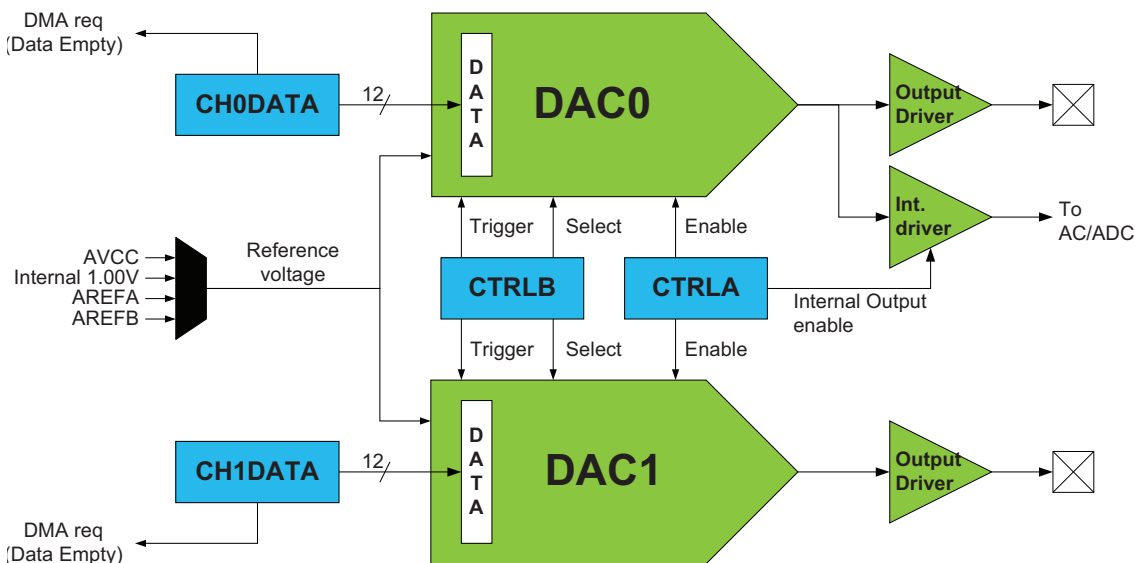 DMA req
(Data Empty)
CH0DATA
12
DATA
DAC0
Output
Driver
Int.
driver
To
AC/ADC
Trigger
Select
Enable
AVCC
Internal 1.00V
AREFA
AREFB
Reference
voltage
CTRLB
CTRLA
Internal Output
enable
Trigger
Select
Enable
CH1DATA
12
DATA
DAC1
Output
Driver
DMA req
(Data Empty)